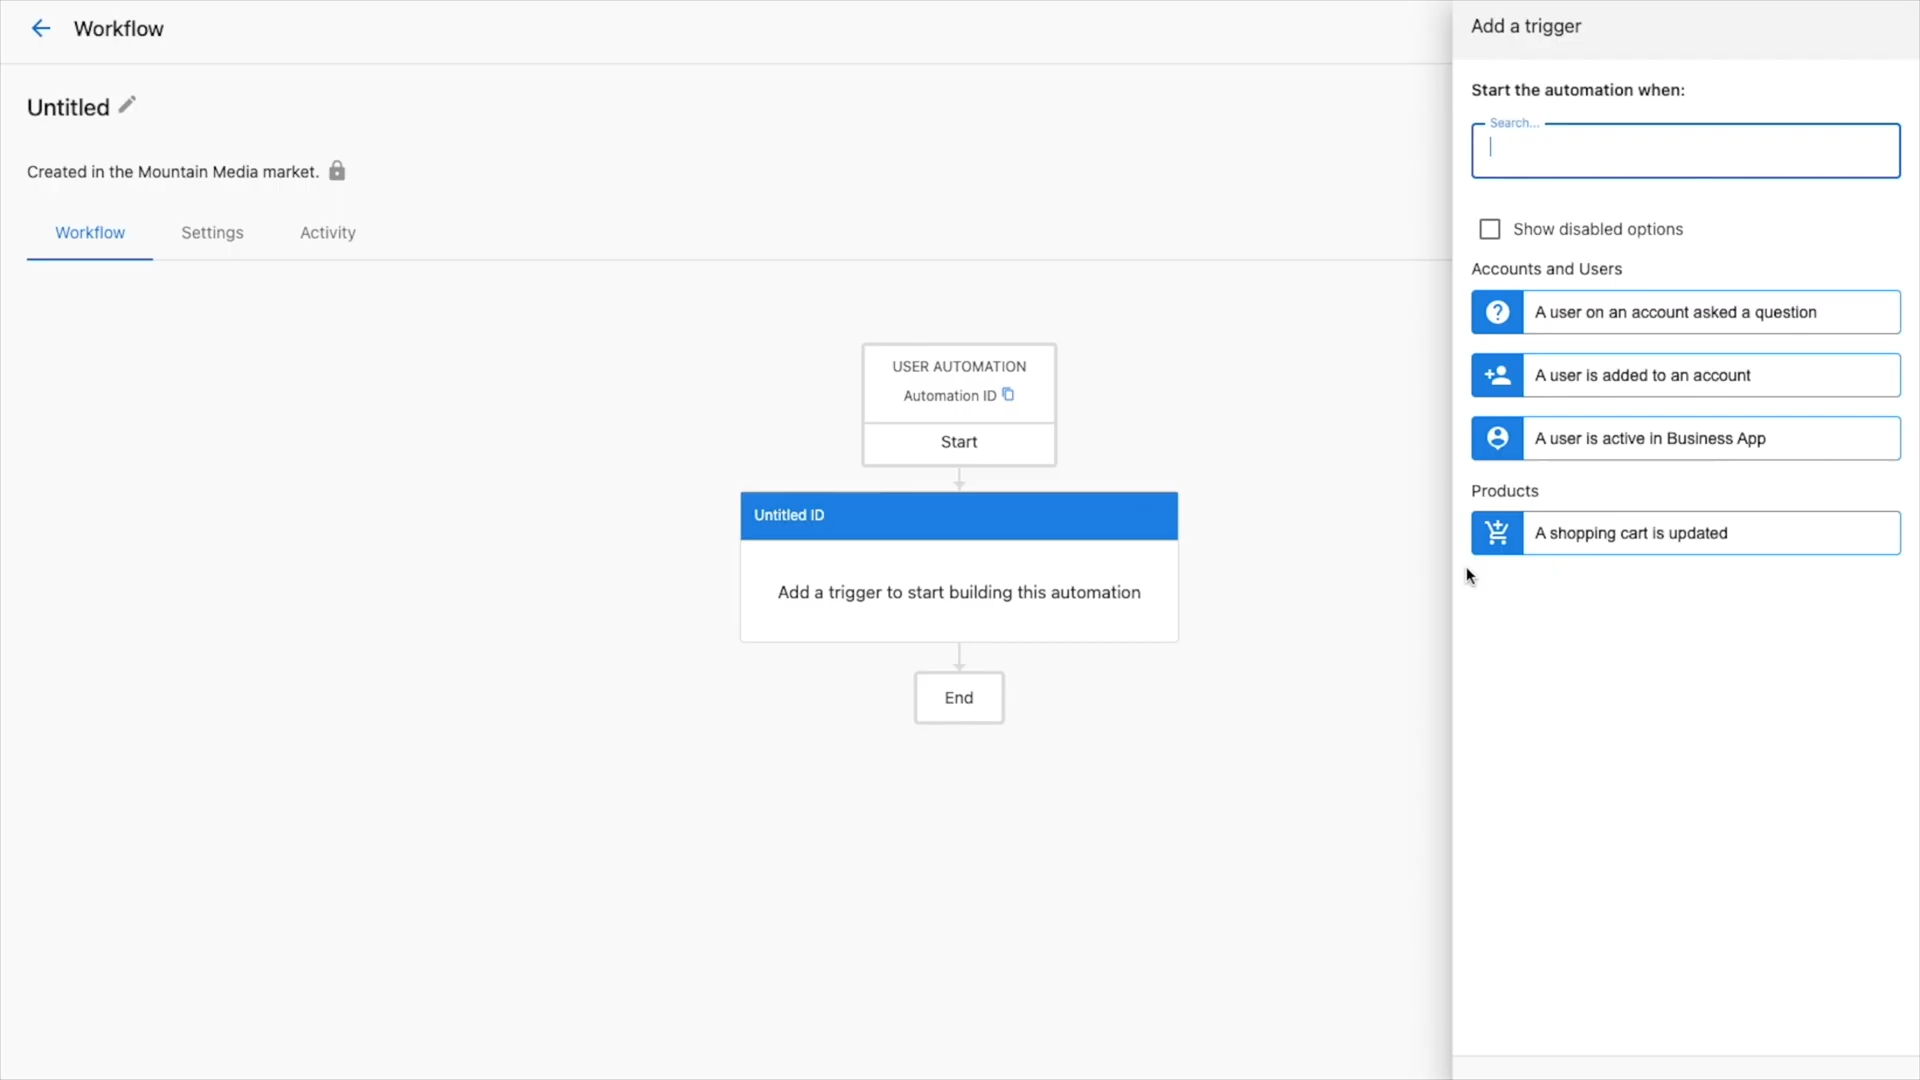 Workflow
Untitled
Created in the Mountain Media market.
Workflow
Settings
Activity
USER AUTOMATION
Automation ID
Start
Untitled ID
Add a trigger to start building this automation
End
Add a trigger
Start the automation when:
Search...
Show disabled options
Accounts and Users
A user on an account asked a question
A user is added to an account
A user is active in Business App
Products
A shopping cart is updated